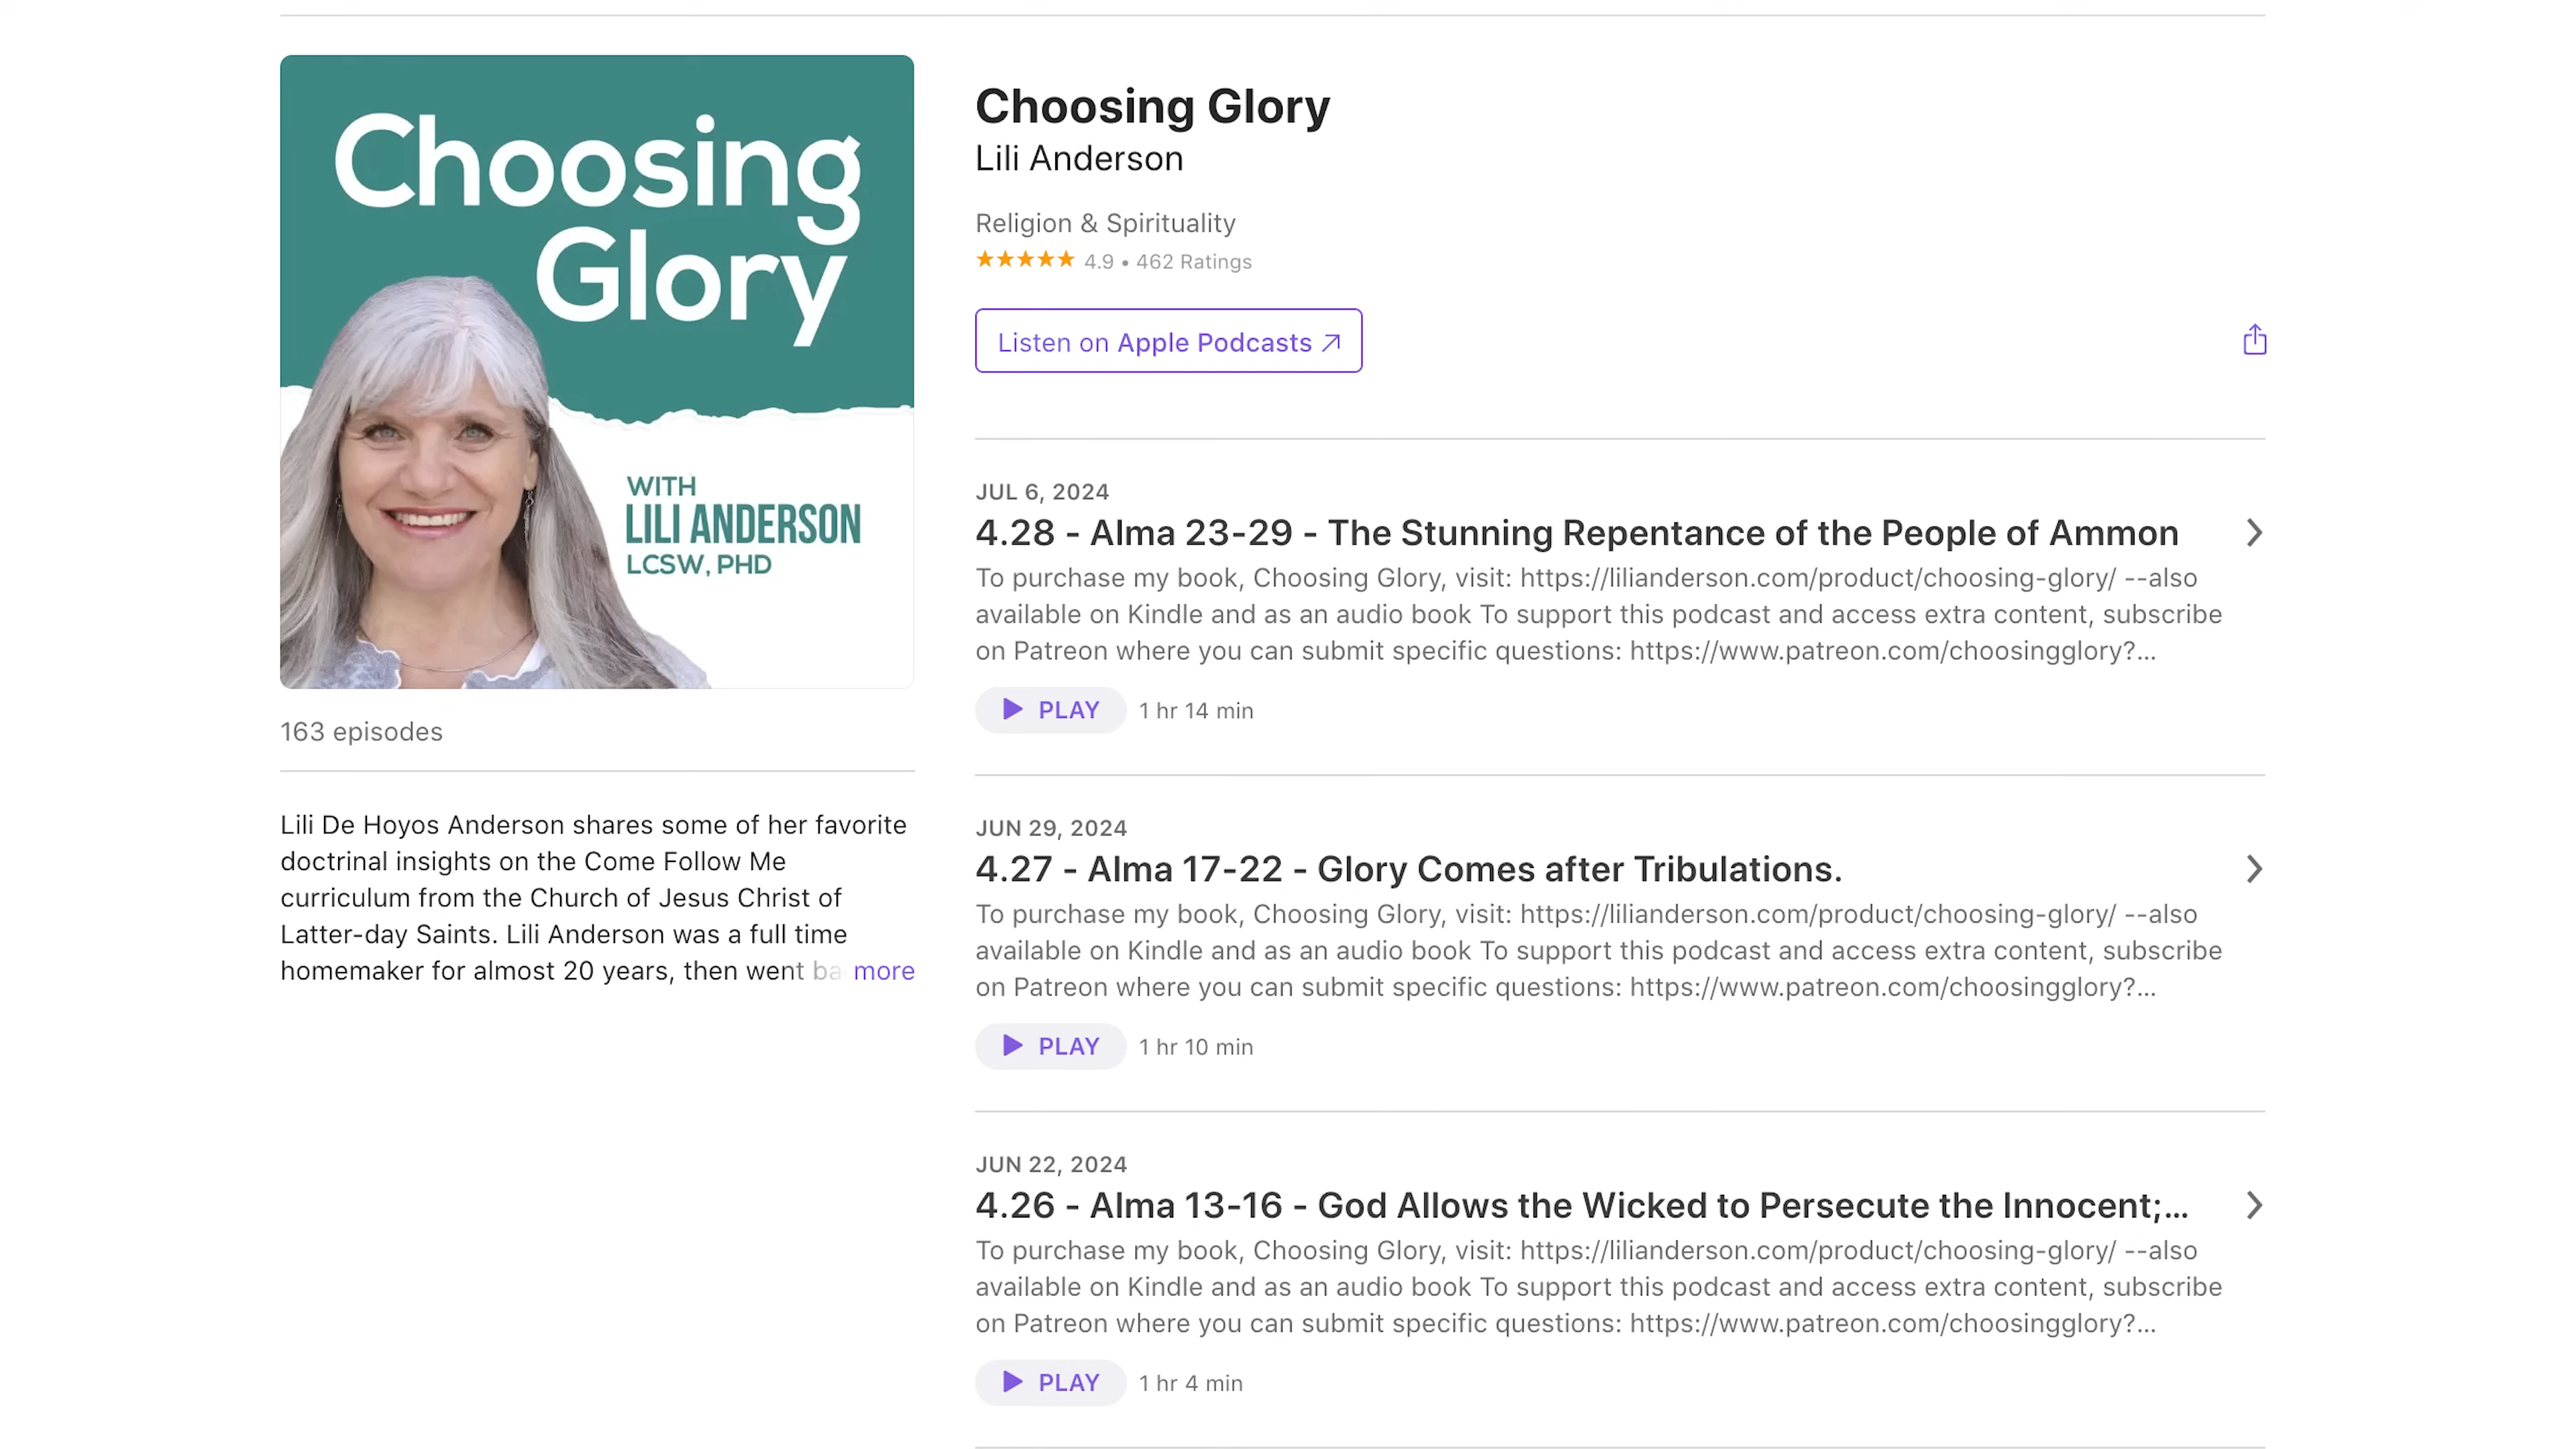 Choosing
Glory
WITH
LILI ANDERSON
LCSW, PHD
163 episodes
Lili De Hoyos Anderson shares some of her favorite
doctrinal insights on the Come Follow Me
curriculum from the Church of Jesus Christ of
Latter-day Saints. Lili Anderson was a full time
homemaker for almost 20 years, then went ba more
Choosing Glory
Lili Anderson
Religion & Spirituality
★★★★★ 4.9 • 462 Ratings
Listen on Apple Podcasts ↗
JUL 6, 2024
4.28 - Alma 23-29 - The Stunning Repentance of the People of Ammon
To purchase my book, Choosing Glory, visit: https://lilianderson.com/product/choosing-glory/ --also
available on Kindle and as an audio book To support this podcast and access extra content, subscribe
on Patreon where you can submit specific questions: https://www.patreon.com/choosingglory?...
PLAY 1 hr 14 min
JUN 29, 2024
4.27 - Alma 17-22 - Glory Comes after Tribulations.
To purchase my book, Choosing Glory, visit: https://lilianderson.com/product/choosing-glory/ --also
available on Kindle and as an audio book To support this podcast and access extra content, subscribe
on Patreon where you can submit specific questions: https://www.patreon.com/choosingglory?...
PLAY 1 hr 10 min
JUN 22, 2024
4.26 - Alma 13-16 - God Allows the Wicked to Persecute the Innocent;...
To purchase my book, Choosing Glory, visit: https://lilianderson.com/product/choosing-glory/ --also
available on Kindle and as an audio book To support this podcast and access extra content, subscribe
on Patreon where you can submit specific questions: https://www.patreon.com/choosingglory?...
PLAY 1 hr 4 min